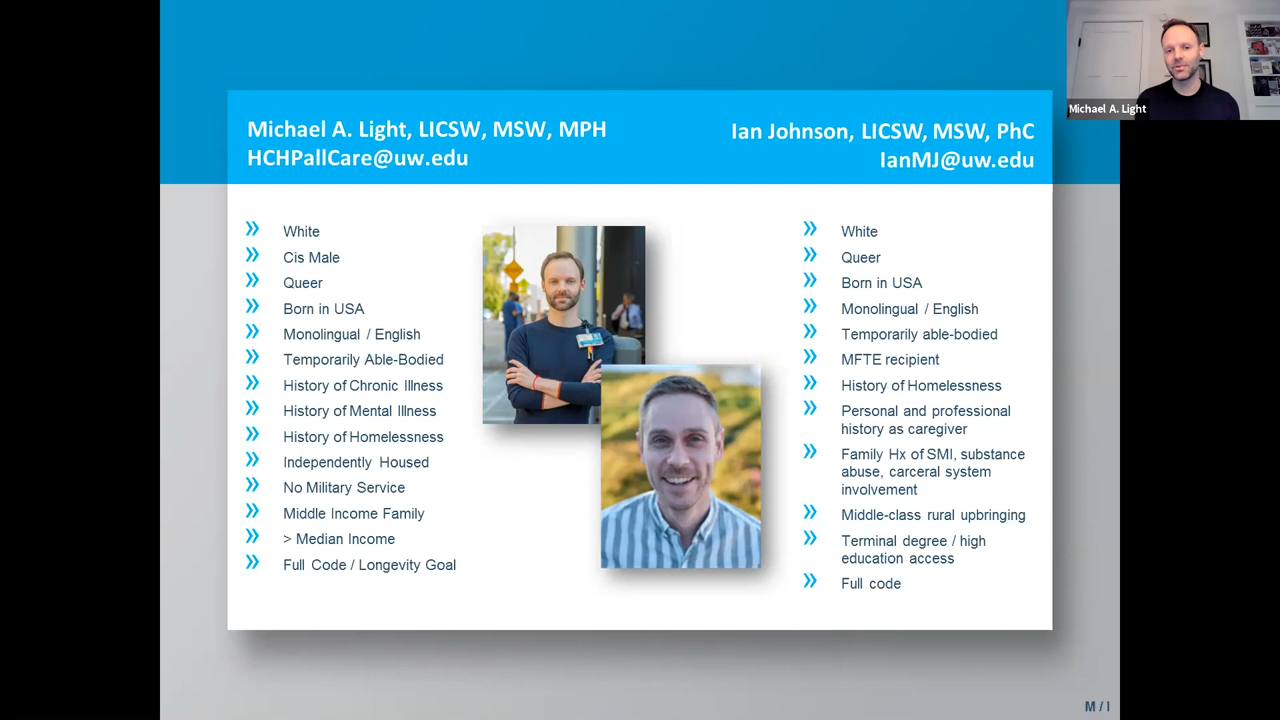 Michael A. Light, LICSW, MSW, MPH
HCHPallCare@uw.edu
Ian Johnson, LICSW, MSW, PhC
IanMJ@uw.edu
White
Cis Male
Queer
Born in USA
Monolingual / English
Temporarily Able-Bodied
History of Chronic Illness
History of Mental Illness
History of Homelessness
Independently Housed
No Military Service
Middle Income Family
> Median Income
Full Code / Longevity Goal
White
Queer
Born in USA
Monolingual / English
Temporarily able-bodied
MFTE recipient
History of Homelessness
Personal and professional
history as caregiver
Family Hx of SMI, substance
abuse, carceral system
involvement
Middle-class rural upbringing
Terminal degree / high
education access
Full code
Michael A. Light
M / I